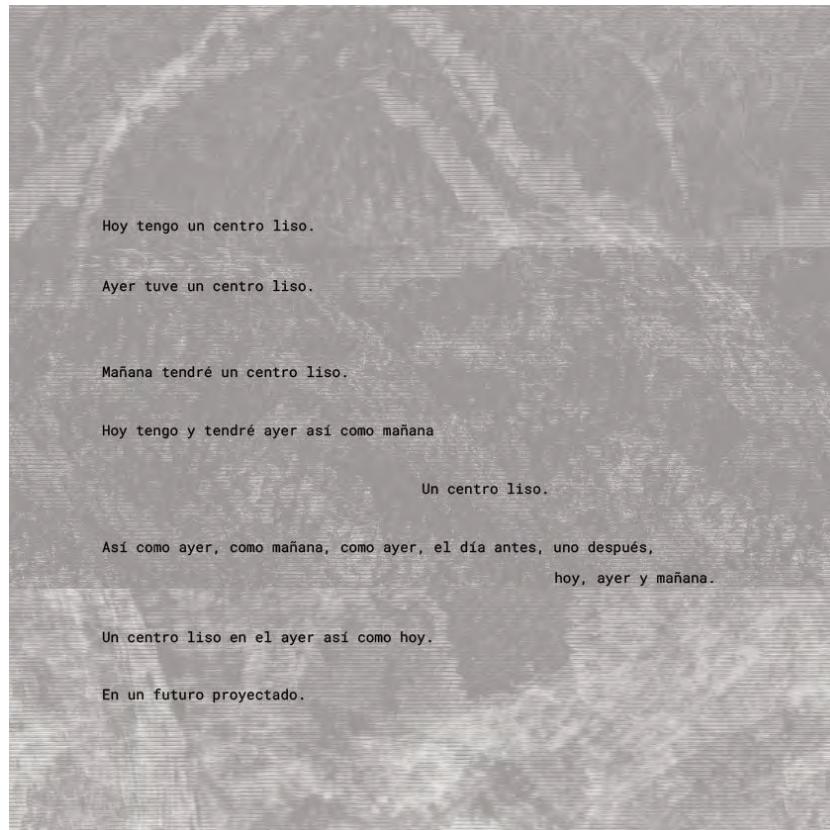 Hoy tengo un centro liso.
Ayer tuve un centro liso.
Mañana tendré un centro liso.
Hoy tengo y tendré ayer así como mañana
Un centro liso.
Así como ayer, como mañana, como ayer, el día antes, uno después,
hoy, ayer y mañana.
Un centro liso en el ayer así como hoy.
En un futuro proyectado.